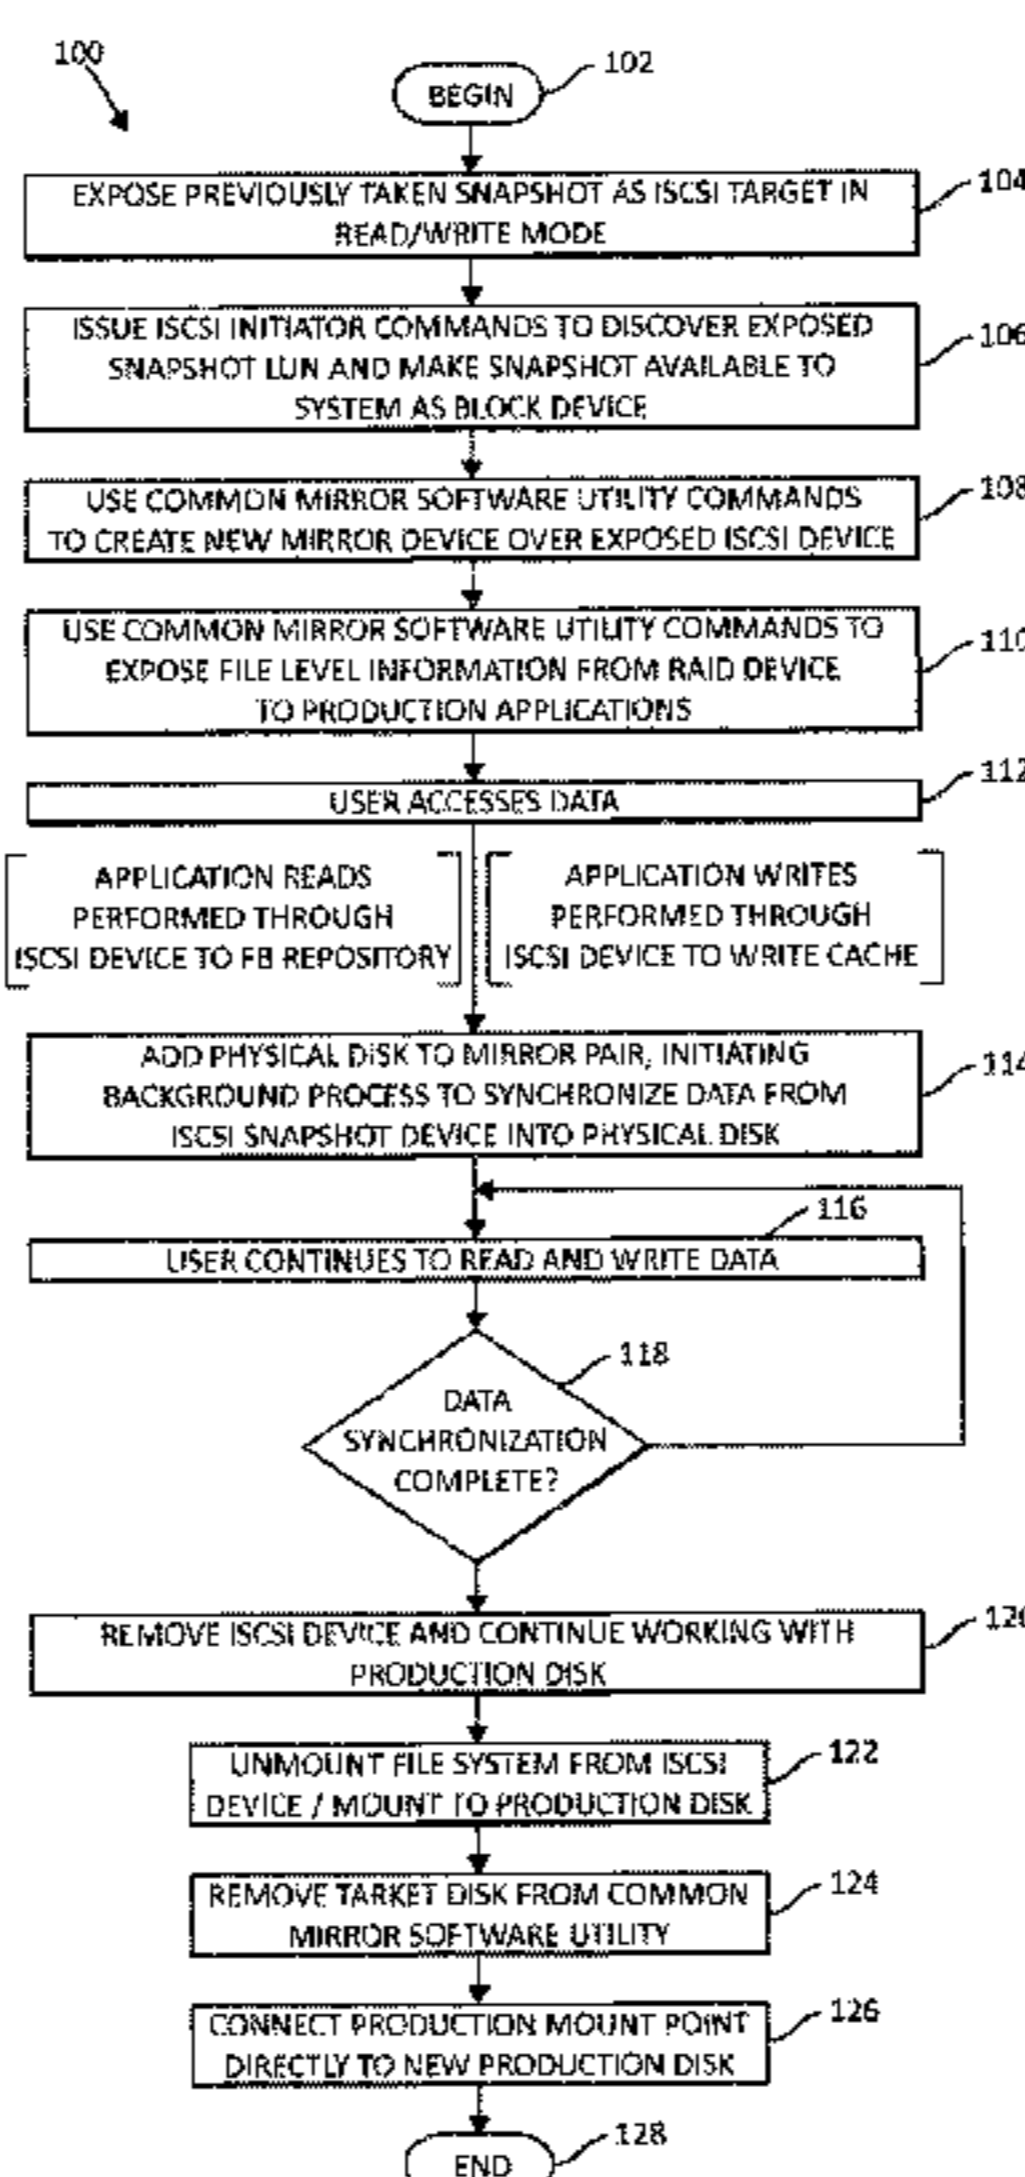 100
BEGIN
102
EXPOSE PREVIOUSLY TAKEN SNAPSHOT AS ISCSI TARGET IN
READ/WRITE MODE
104
ISSUE ISCSI INITIATOR COMMANDS TO DISCOVER EXPOSED
SNAPSHOT LUN AND MAKE SNAPSHOT AVAILABLE TO
SYSTEM AS BLOCK DEVICE
106
USE COMMON MIRROR SOFTWARE UTILITY COMMANDS
TO CREATE NEW MIRROR DEVICE OVER EXPOSED ISCSI DEVICE
108
USE COMMON MIRROR SOFTWARE UTILITY COMMANDS TO
EXPOSE FILE LEVEL INFORMATION FROM RAID DEVICE
TO PRODUCTION APPLICATIONS
110
USER ACCESSES DATA
112
APPLICATION READS
PERFORMED THROUGH
ISCSI DEVICE TO FB REPOSITORY
APPLICATION WRITES
PERFORMED THROUGH
ISCSI DEVICE TO WRITE CACHE
ADD PHYSICAL DISK TO MIRROR PAIR, INITIATING
BACKGROUND PROCESS TO SYNCHRONIZE DATA FROM
ISCSI SNAPSHOT DEVICE INTO PHYSICAL DISK
114
116
USER CONTINUES TO READ AND WRITE DATA
118
DATA
SYNCHRONIZATION
COMPLETE?
REMOVE ISCSI DEVICE AND CONTINUE WORKING WITH
PRODUCTION DISK
120
UNMOUNT FILE SYSTEM FROM ISCSI
DEVICE / MOUNT TO PRODUCTION DISK
122
REMOVE TARKET DISK FROM COMMON
MIRROR SOFTWARE UTILITY
124
CONNECT PRODUCTION MOUNT POINT
DIRECTLY TO NEW PRODUCTION DISK
126
END
128